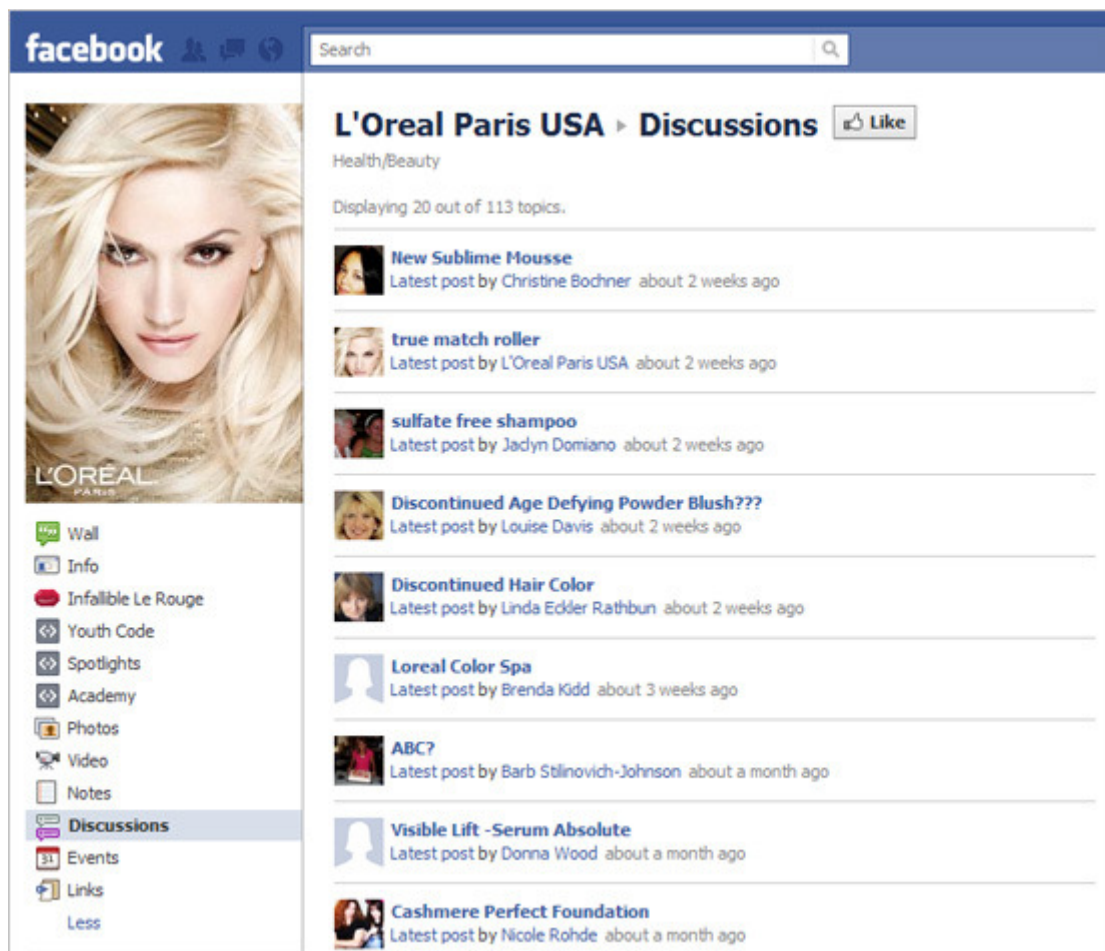 facebook
Search
L'ORÉAL
PARIS
Wall
Info
Infallible Le Rouge
Youth Code
Spotlights
Academy
Photos
Video
Notes
Discussions
31 Events
Links
Less
L'Oreal Paris USA ▸ Discussions Like
Health/Beauty
Displaying 20 out of 113 topics.
New Sublime Mousse
Latest post by Christine Bochner about 2 weeks ago
true match roller
Latest post by L'Oreal Paris USA about 2 weeks ago
sulfate free shampoo
Latest post by Jaclyn Domiano about 2 weeks ago
Discontinued Age Defying Powder Blush???
Latest post by Louise Davis about 2 weeks ago
Discontinued Hair Color
Latest post by Linda Eckler Rathbun about 2 weeks ago
Loreal Color Spa
Latest post by Brenda Kidd about 3 weeks ago
ABC?
Latest post by Barb Stilinovich-Johnson about a month ago
Visible Lift -Serum Absolute
Latest post by Donna Wood about a month ago
Cashmere Perfect Foundation
Latest post by Nicole Rohde about a month ago